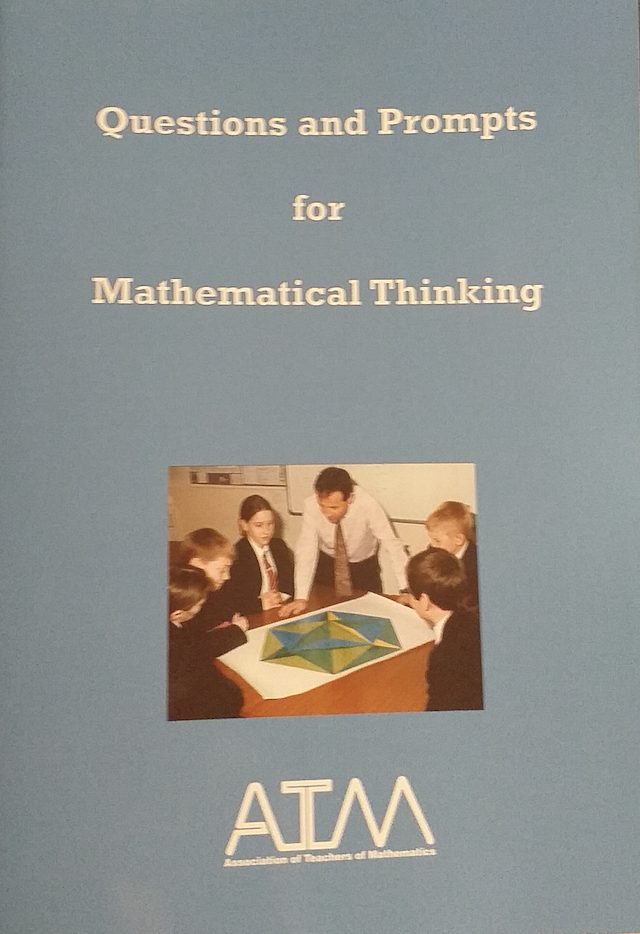 Questions and Prompts
for
Mathematical Thinking
ATM
Association of Teachers of Mathematics